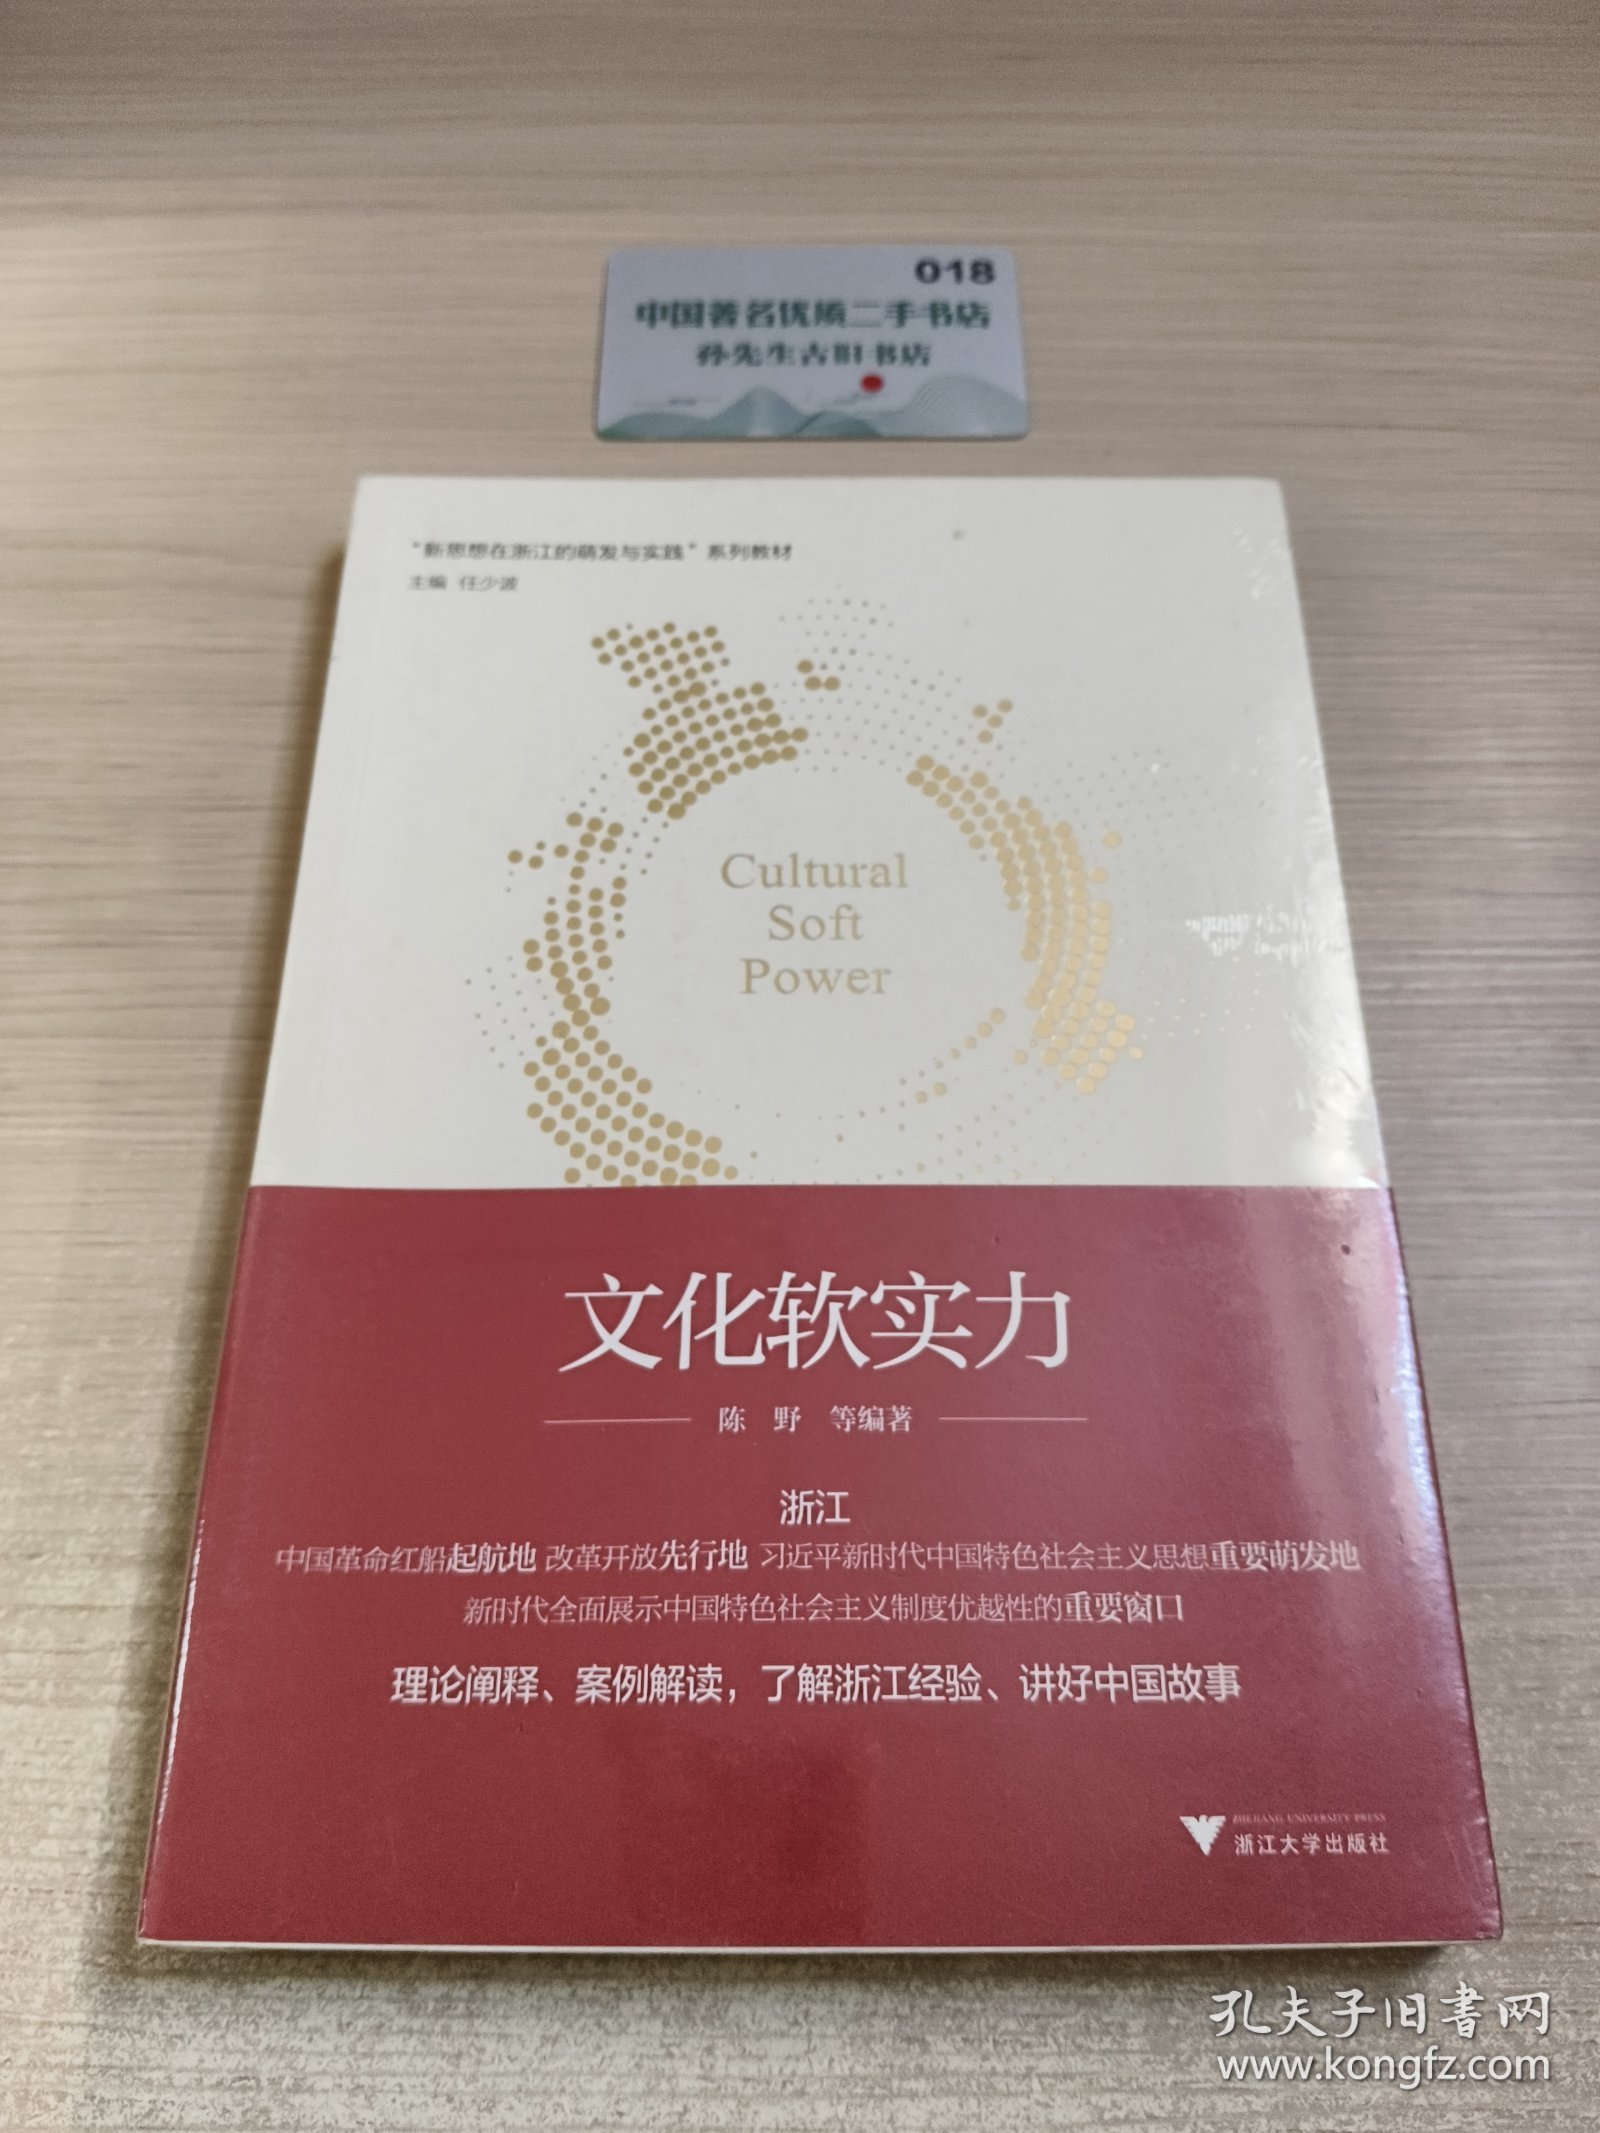 018
中国著名优质二手书店
孙先生古旧书店
“新思想在浙江的萌发与实践”系列教材
主编 任少波
Cultural
Soft
Power
文化软实力
陈 野 等编著
浙江
中国革命红船起航地 改革开放先行地 习近平新时代中国特色社会主义思想重要萌发地
新时代全面展示中国特色社会主义制度优越性的重要窗口
理论阐释、案例解读，了解浙江经验、讲好中国故事
ZHEJIANG UNIVERSITY PRESS
浙江大学出版社
孔夫子旧书网
www.kongfz.com